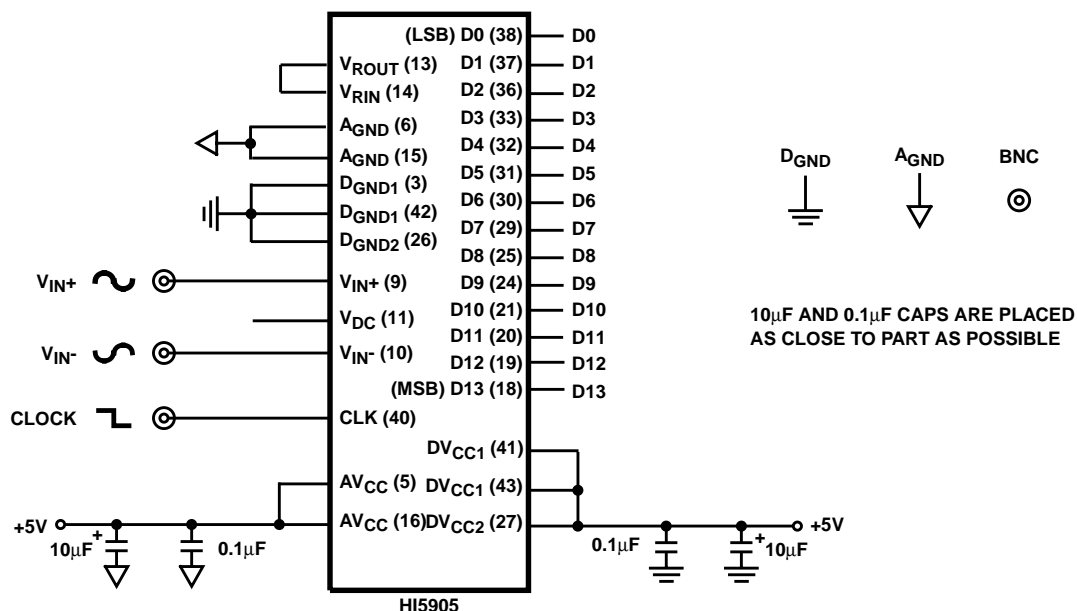 (LSB) D0 (38) D0
VROUT (13) D1 (37) D1
VRIN (14) D2 (36) D2
AGND (6) D3 (33) D3
D4 (32) D4
AGND (15)
D5 (31) D5
DGND1 (3)
D6 (30) D6
DGND1 (42)
D7 (29) D7
DGND2 (26)
D8 (25) D8
VIN+ VIN+ (9) D9 (24) D9
D10 (21) D10
VDC (11)
D11 (20) D11
VIN- VIN- (10) D12 (19) D12
(MSB) D13 (18) D13
CLOCK CLK (40)
DVCC1 (41)
AVCC (5) DVCC1 (43)
+5V AVCC (16) DVCC2 (27) +5V
10µF + 0.1µF 0.1µF + 10µF
HI5905
DGND AGND BNC
10µF AND 0.1µF CAPS ARE PLACED
AS CLOSE TO PART AS POSSIBLE